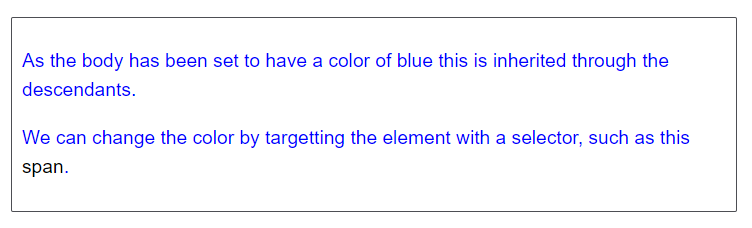 As the body has been set to have a color of blue this is inherited through the
descendants.
We can change the color by targetting the element with a selector, such as this
span.